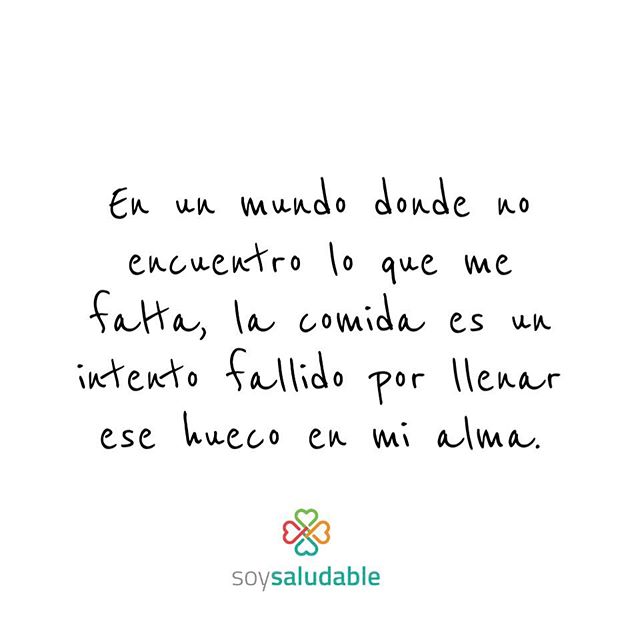 En un mundo donde no
encuentro lo que me
falta, la comida es un
intento fallido por llenar
ese hueco en mi alma.
soysaludable